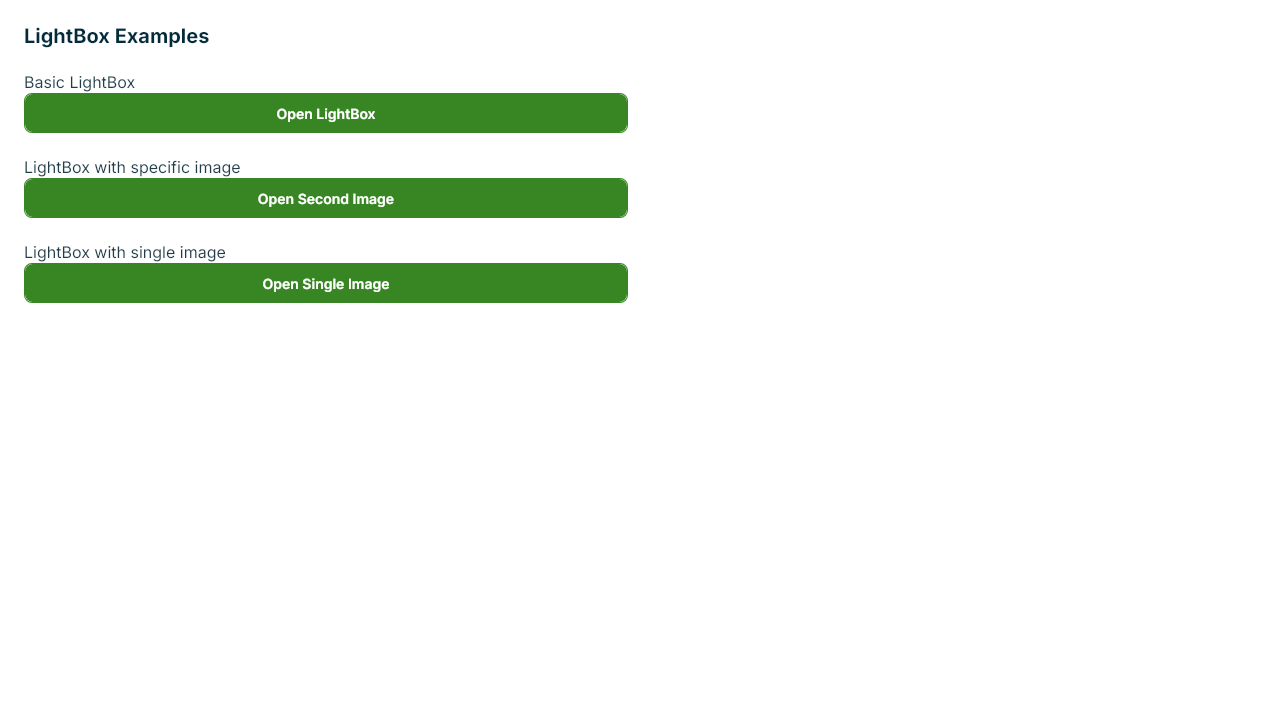 LightBox Examples
Basic LightBox
Open LightBox
LightBox with specific image
Open Second Image
LightBox with single image
Open Single Image